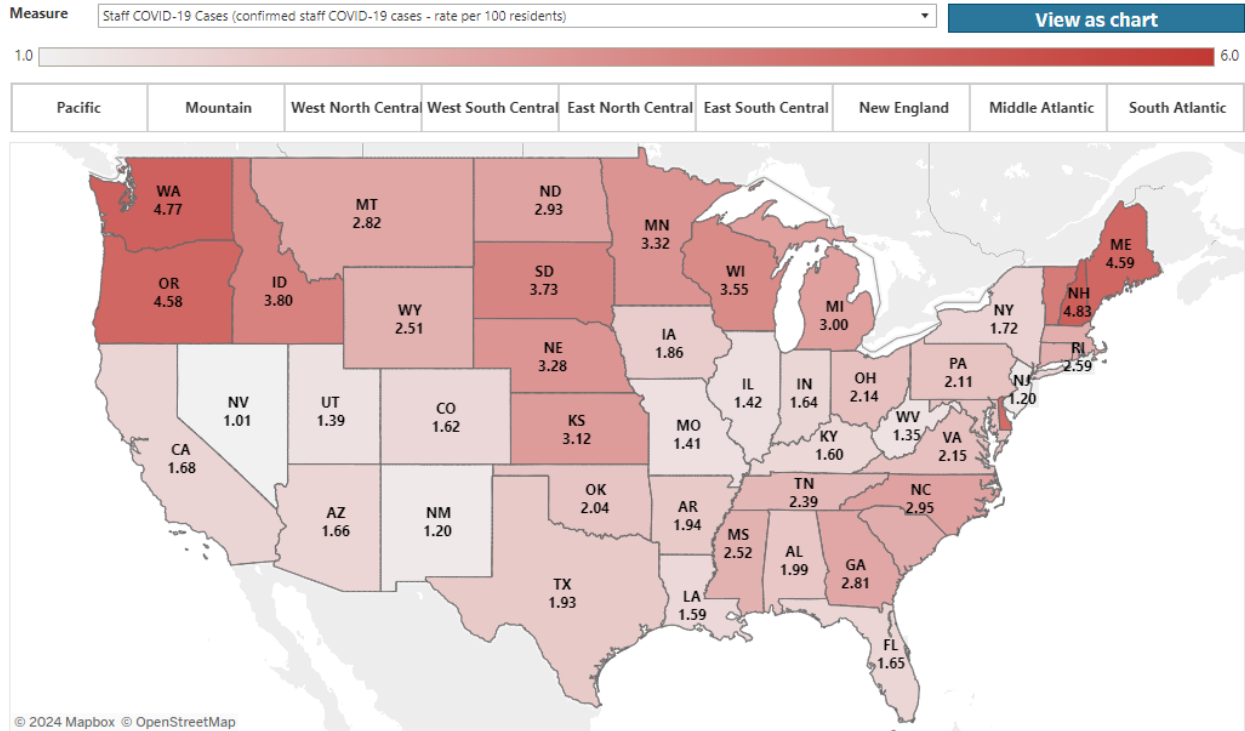 Measure
Staff COVID-19 Cases (confirmed staff COVID-19 cases - rate per 100 residents)
View as chart
1.0
6.0
Pacific
Mountain
West North Central
West South Central
East North Central
East South Central
New England
Middle Atlantic
South Atlantic
WA
4.77
MT
2.82
ND
2.93
MN
3.32
ME
4.59
OR
4.58
ID
3.80
SD
3.73
WI
3.55
MI
3.00
NH
4.83
WY
2.51
NY
1.72
IA
1.86
NE
3.28
RI
2.59
PA
2.11
NJ
1.20
NV
1.01
UT
1.39
CO
1.62
IL
1.42
IN
1.64
OH
2.14
WV
1.35
KS
3.12
MO
1.41
VA
2.15
CA
1.68
KY
1.60
TN
2.39
NC
2.95
AZ
1.66
NM
1.20
OK
2.04
AR
1.94
MS
2.52
AL
1.99
GA
2.81
TX
1.93
LA
1.59
FL
1.65
© 2024 Mapbox © OpenStreetMap